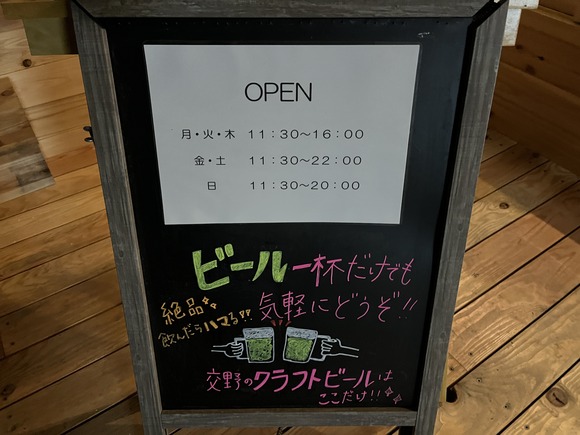 OPEN
月・火・木 11：30～16：00
金・土 11：30～22：00
日 11：30～20：00
ビール一杯だけでも
気軽にどうぞ!!
絶品
飲んだらハマる!!
交野のクラフトビールは
ここだけ!!